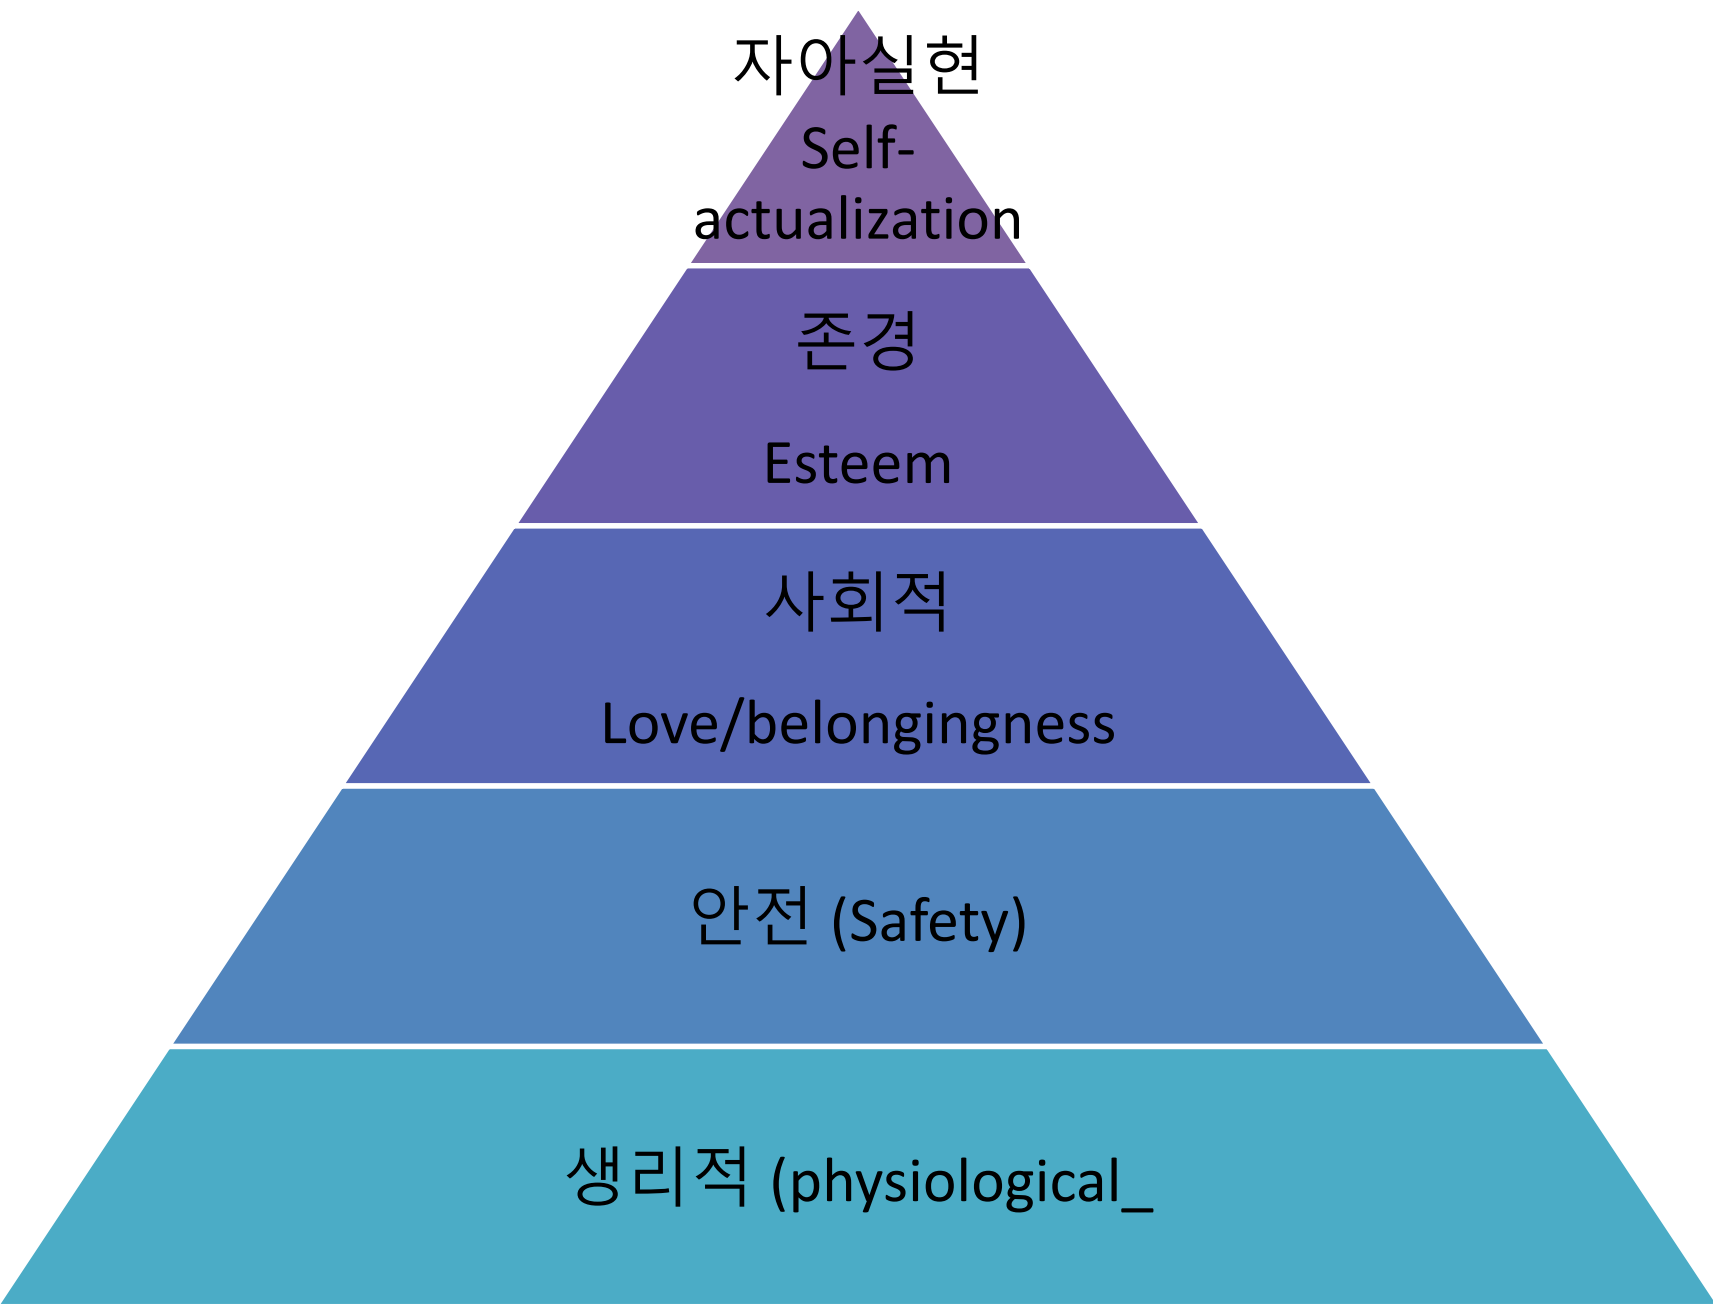 자아실현
Self-
actualization
존경
Esteem
사회적
Love/belongingness
안전 (Safety)
생리적 (physiological_